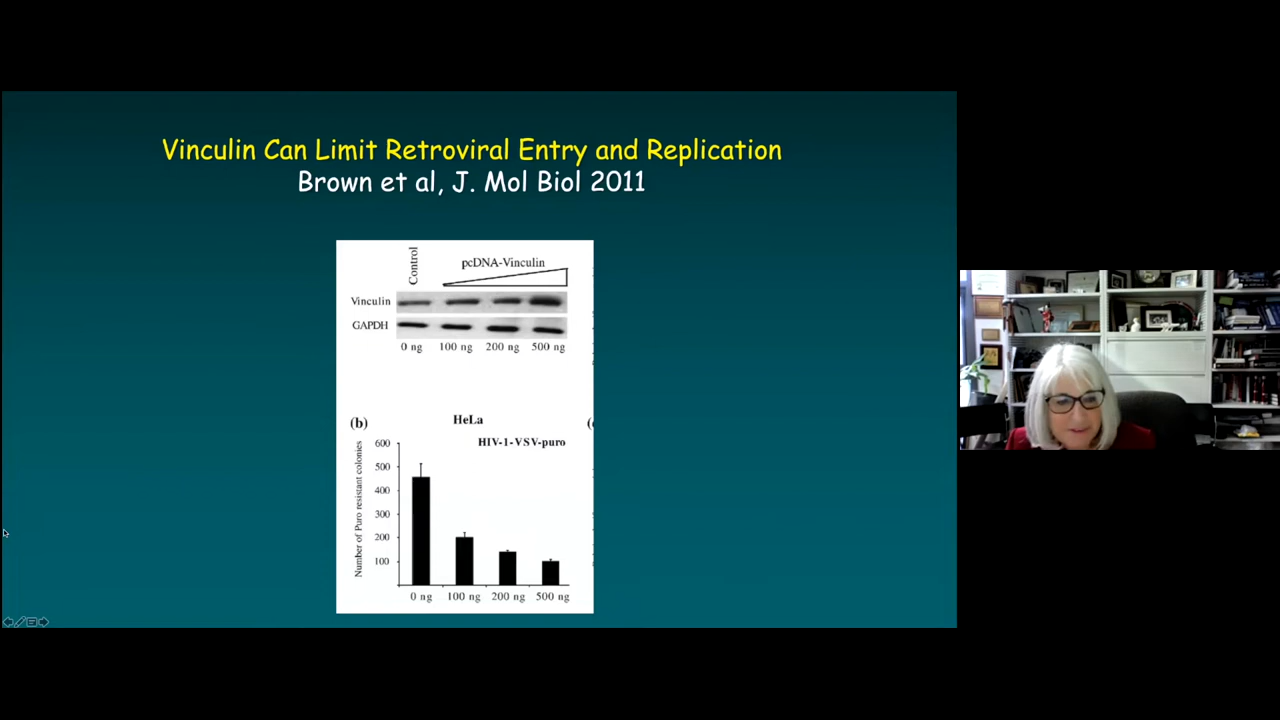 Vinculin Can Limit Retroviral Entry and Replication
Brown et al, J. Mol Biol 2011
Control
pcDNA-Vinculin
Vinculin
GAPDH
0 ng 100 ng 200 ng 500 ng
(b)
HeLa
HIV-1-VSV-puro
Number of Puro resistant colonies
600
500
400
300
200
100
0 ng 100 ng 200 ng 500 ng